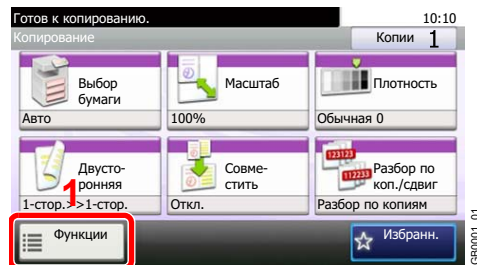 Готов к копированию.
10:10
Копирование
Копии 1
Выбор
бумаги
Авто
Масштаб
100%
Плотность
Обычная 0
123123
112233
Двусто-
ронняя
1-стор.>>1-стор.
Совме-
стить
Откл.
Разбор по
коп./сдвиг
Разбор по копиям
1
Функции
Избранн.
GB0001_01